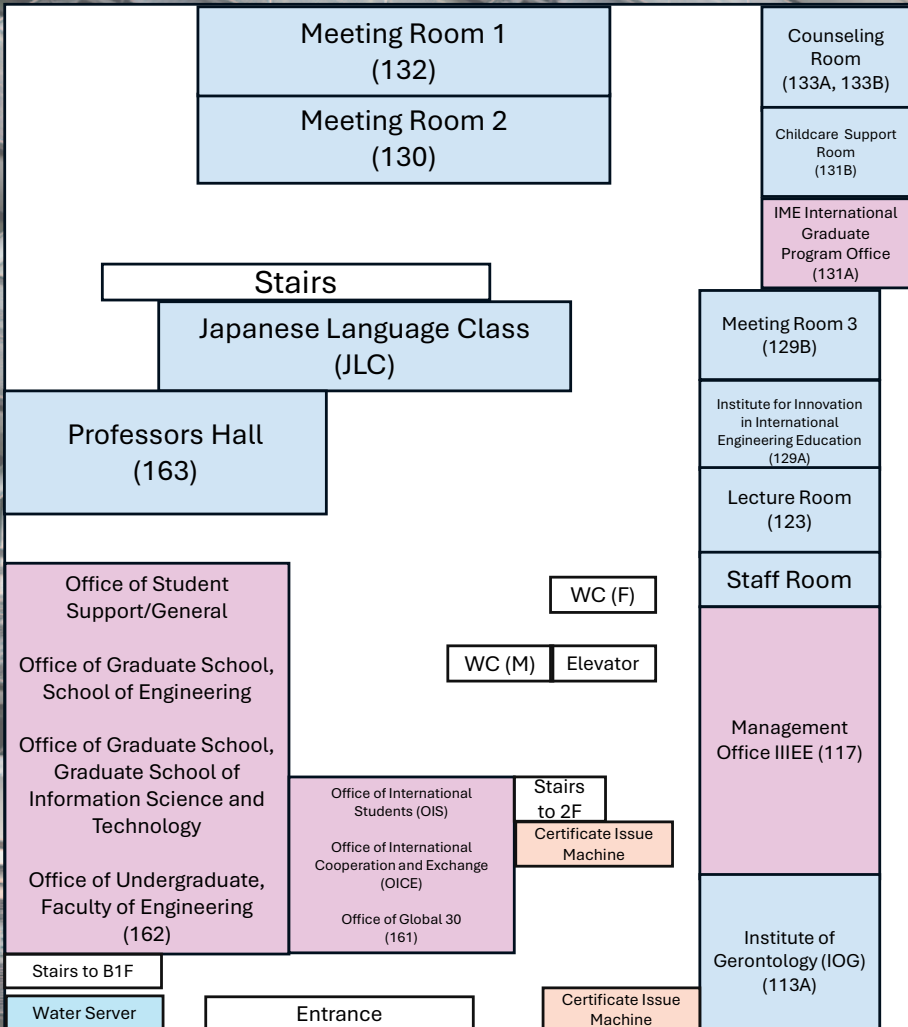 Meeting Room 1
(132)
Meeting Room 2
(130)
Counseling
Room
(133A, 133B)
Childcare Support
Room
(131B)
IME International
Graduate
Program Office
(131A)
Stairs
Japanese Language Class
(JLC)
Professors Hall
(163)
Meeting Room 3
(129B)
Institute for Innovation
in International
Engineering Education
(129A)
Lecture Room
(123)
Staff Room
WC (F)
WC (M)
Elevator
Office of Student
Support/General
Office of Graduate School,
School of Engineering
Office of Graduate School,
Graduate School of
Information Science and
Technology
Office of Undergraduate,
Faculty of Engineering
(162)
Office of International
Students (OIS)
Office of International
Cooperation and Exchange
(OICE)
Office of Global 30
(161)
Stairs
to 2F
Certificate Issue
Machine
Management
Office IIIEE (117)
Institute of
Gerontology (IOG)
(113A)
Stairs to B1F
Water Server
Entrance
Certificate Issue
Machine